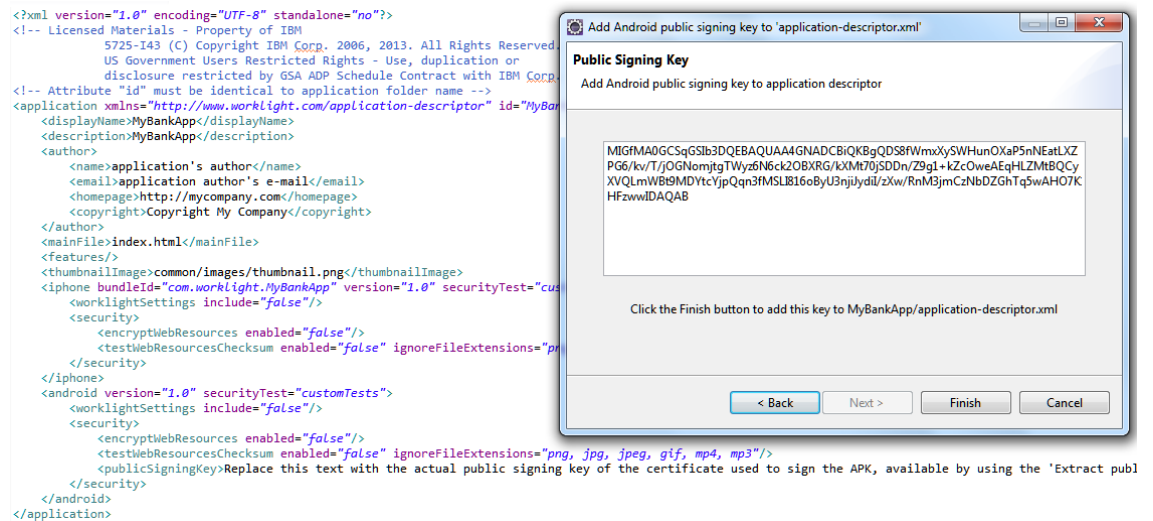 <?xml version="1.0" encoding="UTF-8" standalone="no"?>
<!-- Licensed Materials - Property of IBM
5725-I43 (C) Copyright IBM Corp. 2006, 2013. All Rights Reserved.
US Government Users Restricted Rights - Use, duplication or
disclosure restricted by GSA ADP Schedule Contract with IBM Corp.
<!-- Attribute "id" must be identical to application folder name -->
<application xmlns="http://www.worklight.com/application-descriptor" id="MyBan
<displayName>MyBankApp</displayName>
<description>MyBankApp</description>
<author>
<name>application's author</name>
<email>application author's e-mail</email>
<homepage>http://mycompany.com</homepage>
<copyright>Copyright My Company</copyright>
</author>
<mainFile>index.html</mainFile>
<features/>
<thumbnailImage>common/images/thumbnail.png</thumbnailImage>
<iphone bundleId="com.worklight.MyBankApp" version="1.0" securityTest="cus
<worklightSettings include="false"/>
<security>
<encryptWebResources enabled="false"/>
<testWebResourcesChecksum enabled="false" ignoreFileExtensions="pn
</security>
</iphone>
<android version="1.0" securityTest="customTests">
<worklightSettings include="false"/>
<security>
<encryptWebResources enabled="false"/>
<testWebResourcesChecksum enabled="false" ignoreFileExtensions="png, jpg, jpeg, gif, mp4, mp3"/>
<publicSigningKey>Replace this text with the actual public signing key of the certificate used to sign the APK, available by using the 'Extract publ
</security>
</android>
</application>
Add Android public signing key to 'application-descriptor.xml'
Public Signing Key
Add Android public signing key to application descriptor
MIGfMA0GCSqGSIb3DQEBAQUAA4GNADCBiQKBgQDS8fWmxXySWHunOXaP5nNEatLXZ
PG6/kv/T/jOGNomjtgTWyz6N6ck2OBXRG/kXMt70jSDDn/Z9g1+kZcOweAEqHLZMtBQCy
XVQLmWBt9MDYtcYjpQqn3fMSLI816oByU3njiJydiI/zXw/RnM3jmCzNbDZGhTq5wAHO7K
HFzwwIDAQAB
Click the Finish button to add this key to MyBankApp/application-descriptor.xml
< Back
Next >
Finish
Cancel